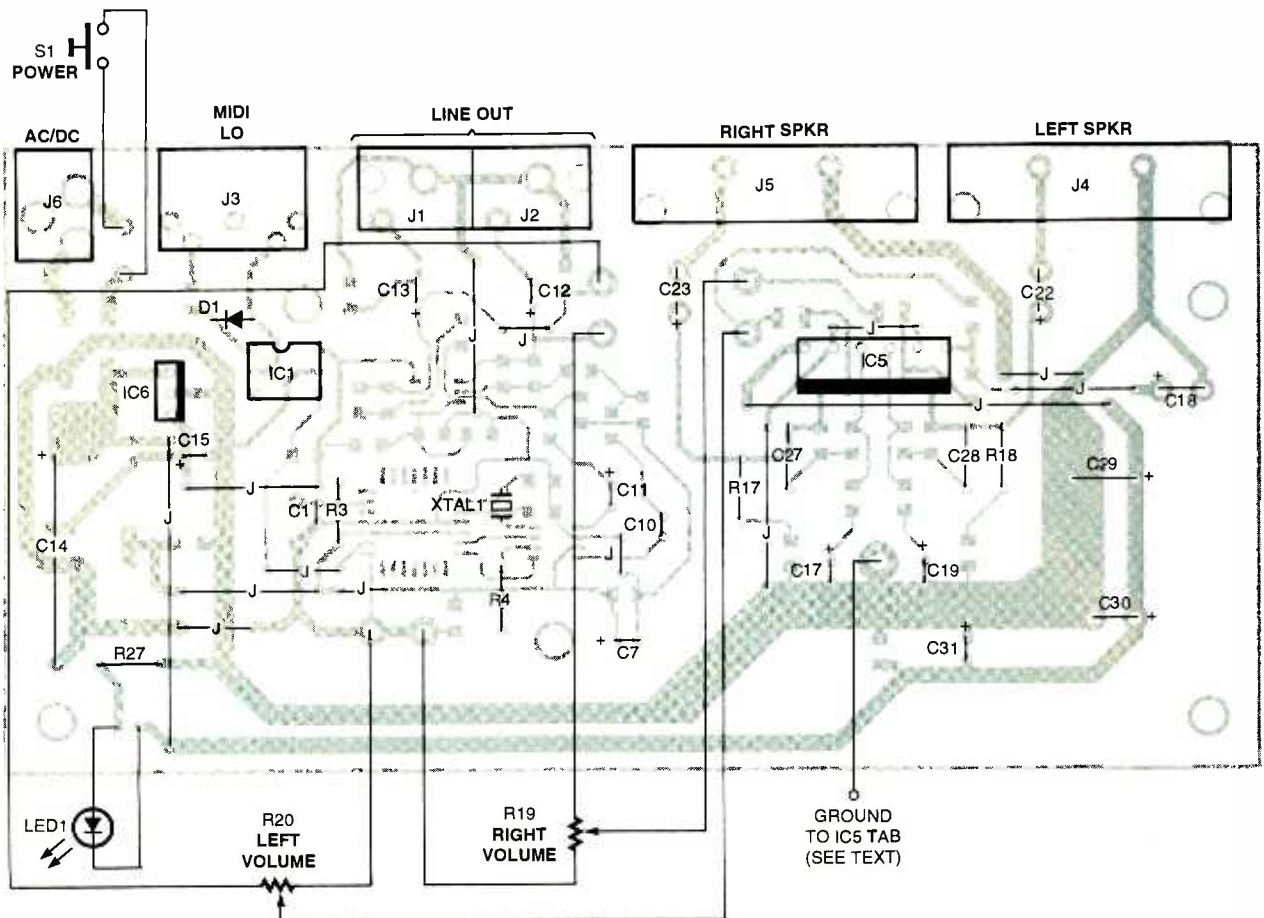 S1
POWER
MIDI
LO
LINE OUT
AC/DC
RIGHT SPKR
LEFT SPKR
J6
J3
J1
J2
J5
J4
C13
C12
C23
C22
D1
J
J
IC1
IC5
IC6
J
J
J
J
C18
C15
C27
C28
R18
C29
J
R17
C11
C1
R3
XTAL1
J
C10
J
C14
J
J
C17
C19
J
J
R4
C30
J
C7
C31
R27
LED1
R20
LEFT
VOLUME
R19
RIGHT
VOLUME
GROUND
TO IC5 TAB
(SEE TEXT)